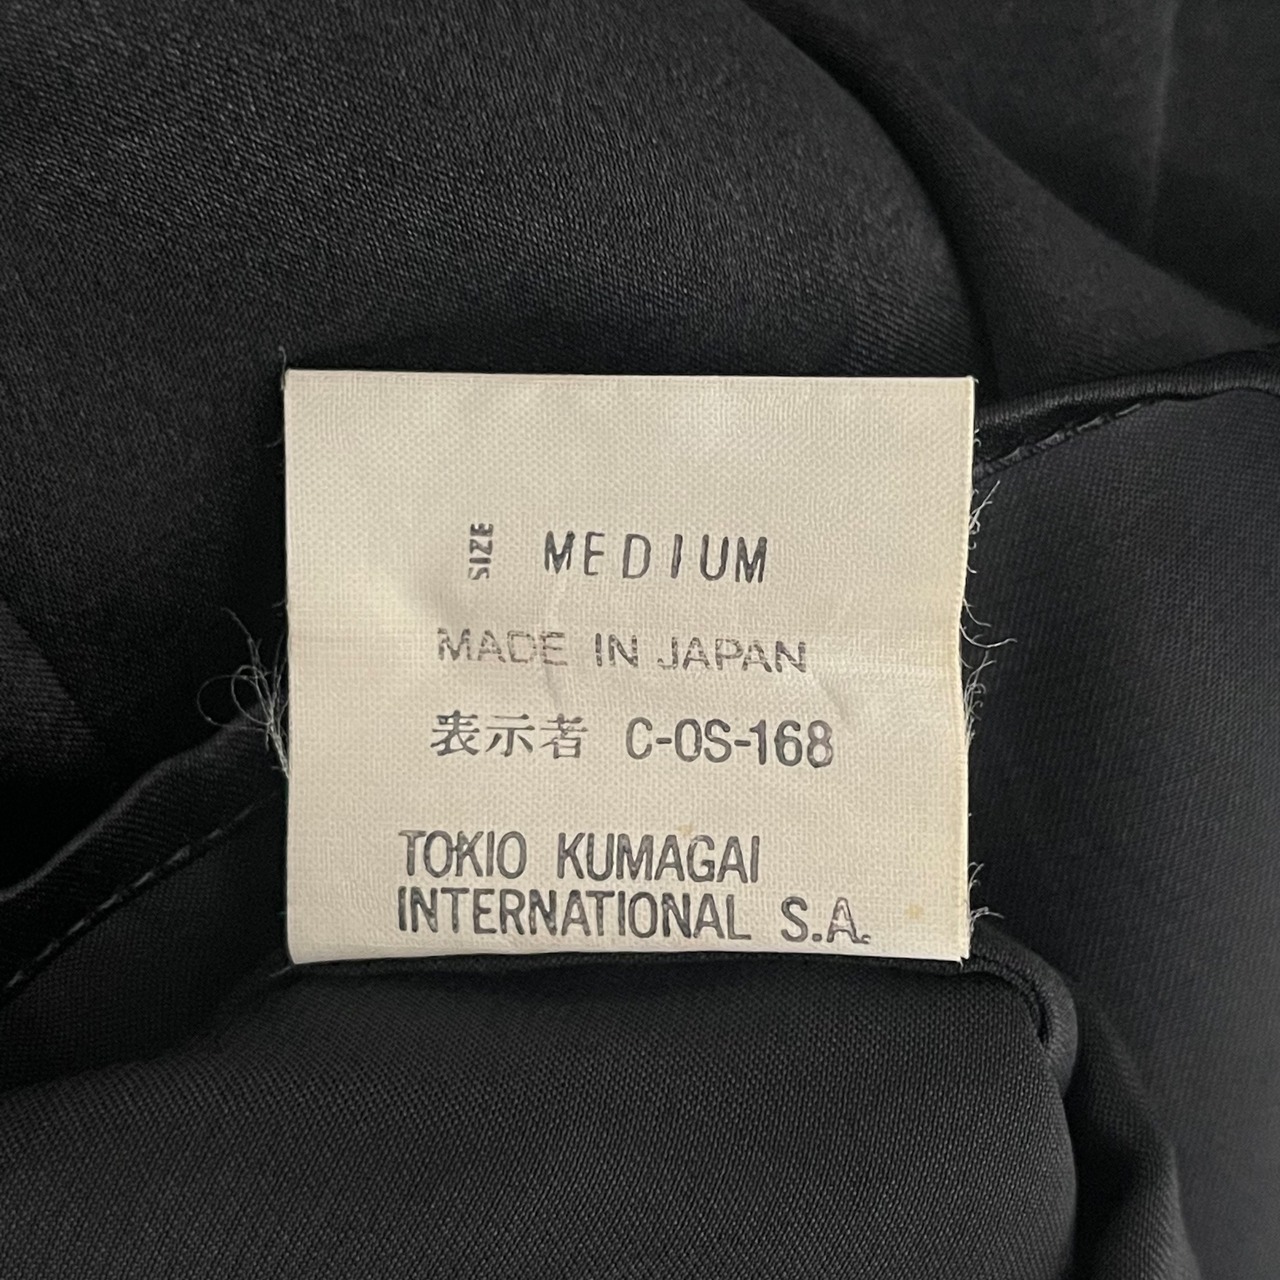 SIZE MEDIUM
MADE IN JAPAN
表示者 C-OS-168
TOKIO KUMAGAI
INTERNATIONAL S.A.